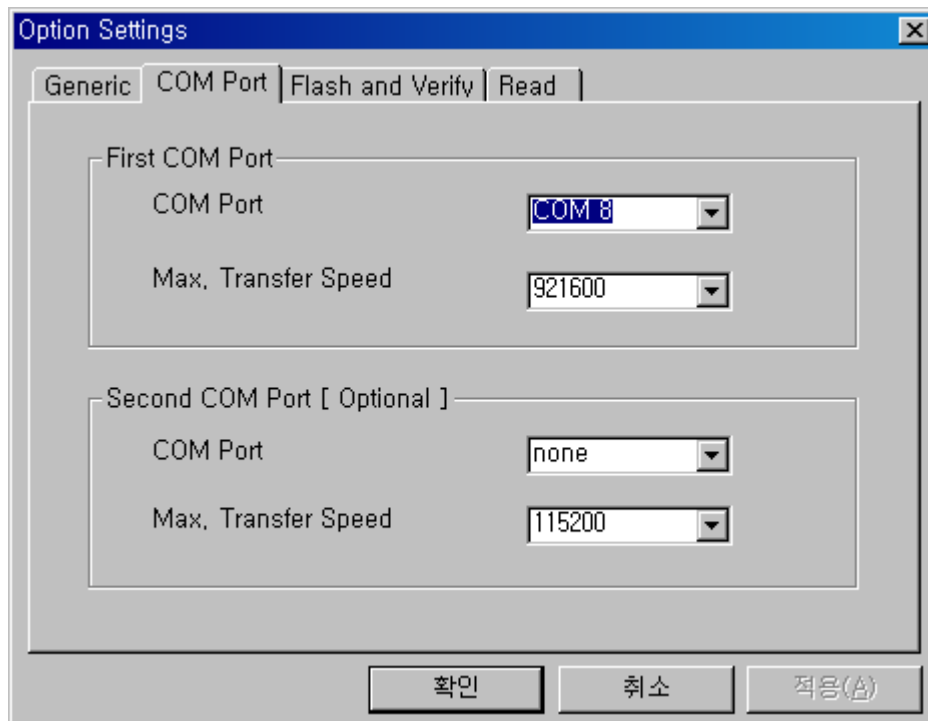 Option Settings
Generic COM Port Flash and Verify Read
First COM Port
COM Port COM 8
Max, Transfer Speed 921600
Second COM Port [ Optional ]
COM Port none
Max, Transfer Speed 115200
확인 취소 적용(A)